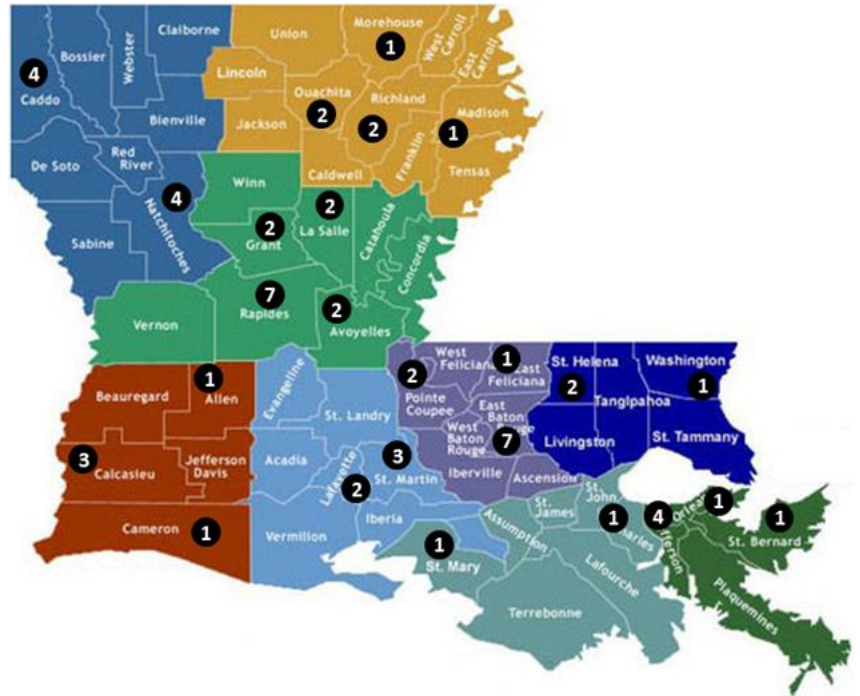 Claiborne
Union
Morehouse
1
West
Carroll
East
Carroll
Webster
Bossier
4
Caddo
Lincoln
Ouachita
2
Richland
2
Madison
1
Bienville
Jackson
Franklin
Tensas
De Soto
Red
River
Caldwell
4
Natchitoches
Winn
2
La Salle
Catahoula
Concordia
2
Grant
Sabine
7
Rapides
2
Avoyelles
Vernon
West
Feliciana
1
East
Feliciana
St. Helena
2
Washington
1
2
Pointe
Coupee
1
Allen
Beauregard
Evangeline
St. Landry
East
Baton
Rouge
7
West
Baton
Rouge
TangIpahoa
Livingston
St. Tammany
3
Calcasieu
Jefferson
Davis
Acadia
Lafayette
2
3
St. Martin
Iberville
Ascension
St.
John
St.
James
Cameron
1
Vermilion
Iberia
1
St. Mary
Assumption
1
4
1
1
St. Bernard
Lafourche
Terrebonne
Plaquemines